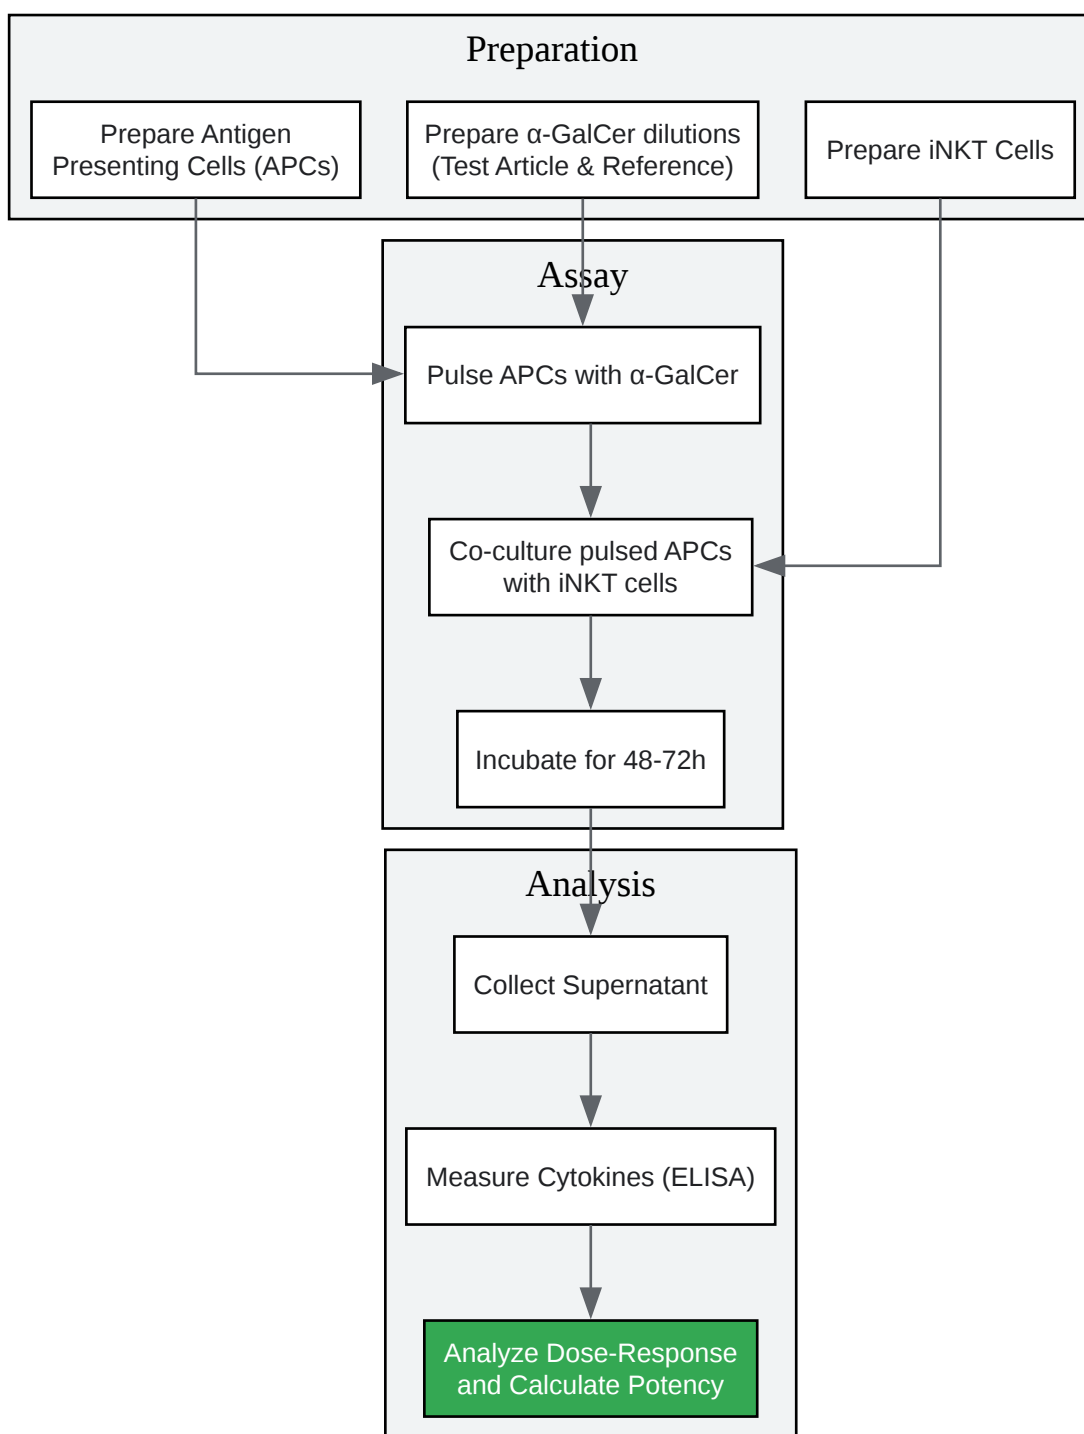 Preparation
Prepare Antigen
Presenting Cells (APCs)
Prepare α-GalCer dilutions
(Test Article & Reference)
Prepare iNKT Cells
Assay
Pulse APCs with α-GalCer
Co-culture pulsed APCs
with iNKT cells
Incubate for 48-72h
Analysis
Collect Supernatant
Measure Cytokines (ELISA)
Analyze Dose-Response
and Calculate Potency